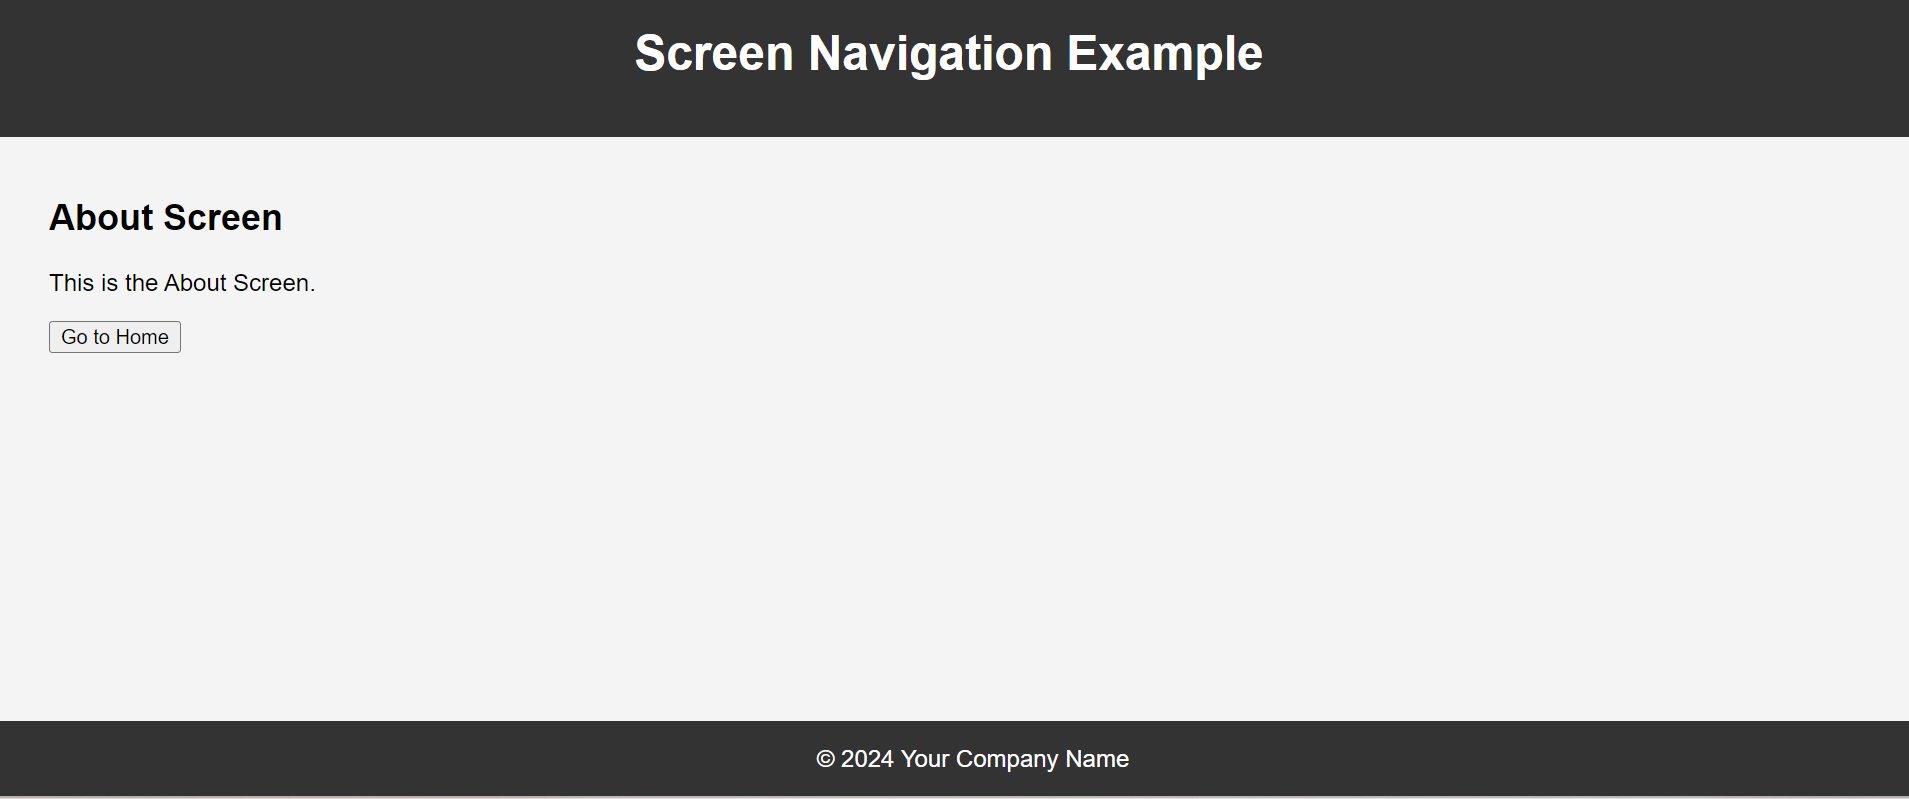 Screen Navigation Example
About Screen
This is the About Screen.
Go to Home
© 2024 Your Company Name